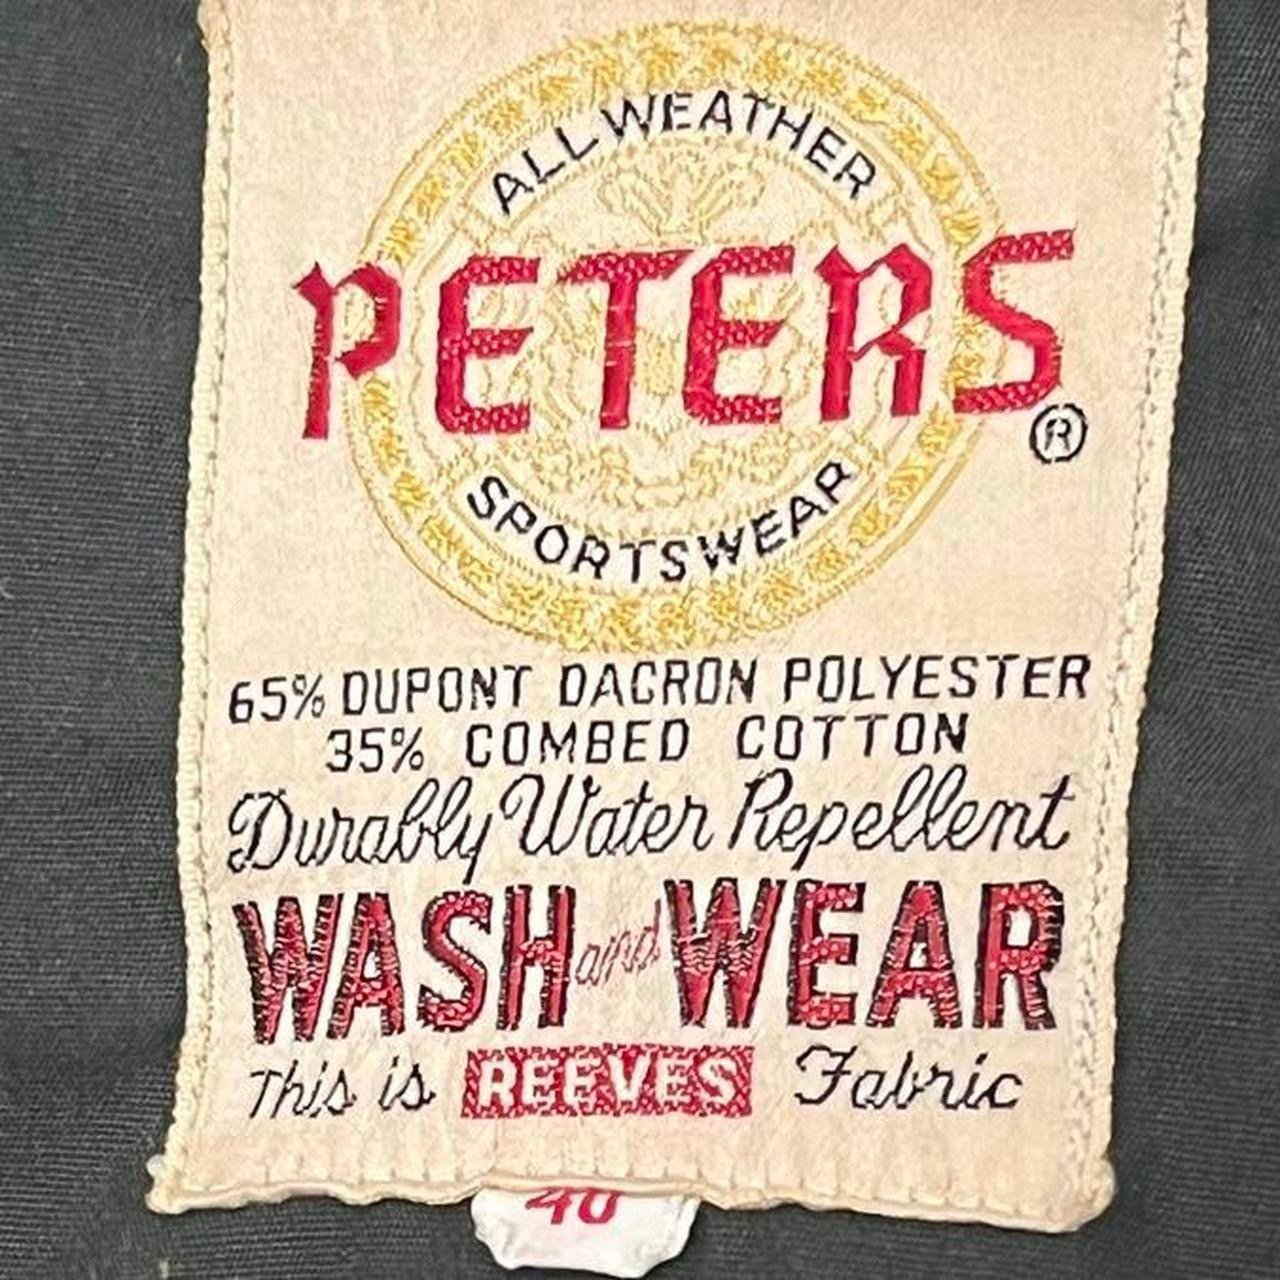 ALL WEATHER
PETERS®
SPORTSWEAR
65% DUPONT DACRON POLYESTER
35% COMBED COTTON
Durably Water Repellent
WASH and WEAR
This is REEVES Fabric
40